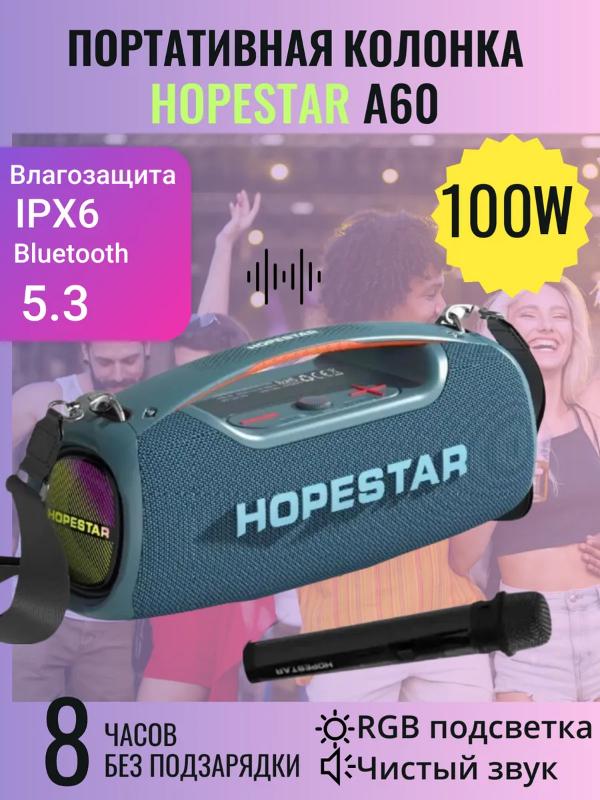 ПОРТАТИВНАЯ КОЛОНКА
HOPESTAR A60
Влагозащита
IPX6
Bluetooth
5.3
100W
HOPESTAR
HOPESTAR
HOPESTAR
HOPESTAR
8 ЧАСОВ
БЕЗ ПОДЗАРЯДКИ
RGB подсветка
Чистый звук